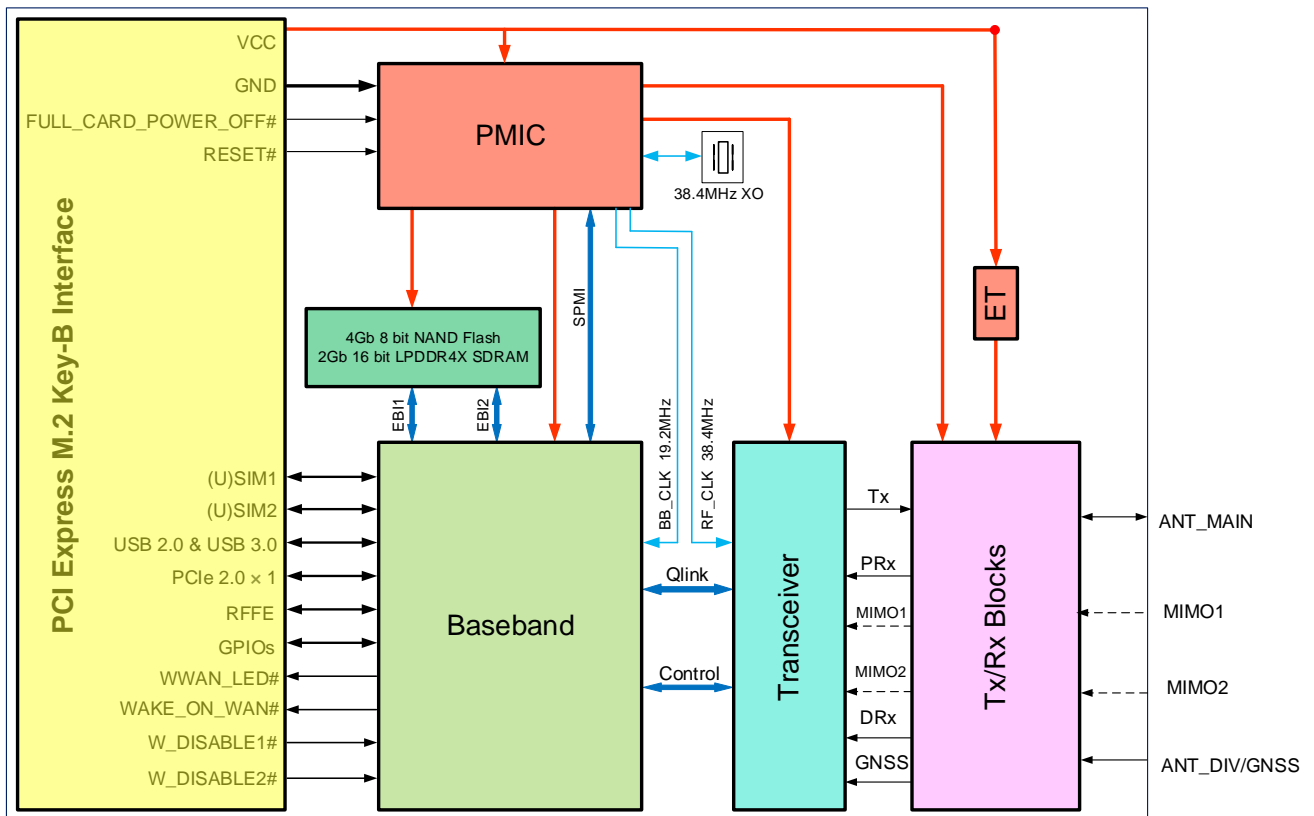 VCC
GND
FULL_CARD_POWER_OFF#
RESET#
PCI Express M.2 Key-B Interface
(U)SIM1
(U)SIM2
USB 2.0 & USB 3.0
PCIe 2.0 × 1
RFFE
GPIOs
WWAN_LED#
WAKE_ON_WAN#
W_DISABLE1#
W_DISABLE2#
PMIC
38.4MHz XO
4Gb 8 bit NAND Flash
2Gb 16 bit LPDDR4X SDRAM
EBI1
EBI2
SPMI
BB_CLK 19.2MHz
RF_CLK 38.4MHz
ET
Baseband
Qlink
Control
Transceiver
Tx
PRx
MIMO1
MIMO2
DRx
GNSS
Tx/Rx Blocks
ANT_MAIN
MIMO1
MIMO2
ANT_DIV/GNSS